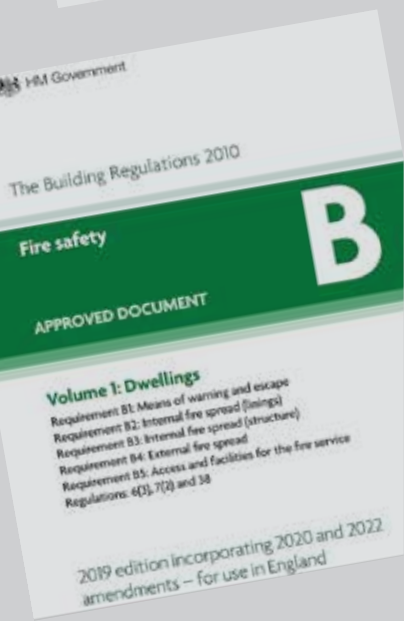 HM Government
The Building Regulations 2010
Fire safety
B
APPROVED DOCUMENT
Volume 1: Dwellings
Requirement B1: Means of warning and escape
Requirement B2: Internal fire spread (linings)
Requirement B3: Internal fire spread (structure)
Requirement B4: External fire spread
Requirement B5: Access and facilities for the fire service
Regulations: 6(3), 7(2) and 38
2019 edition incorporating 2020 and 2022
amendments – for use in England